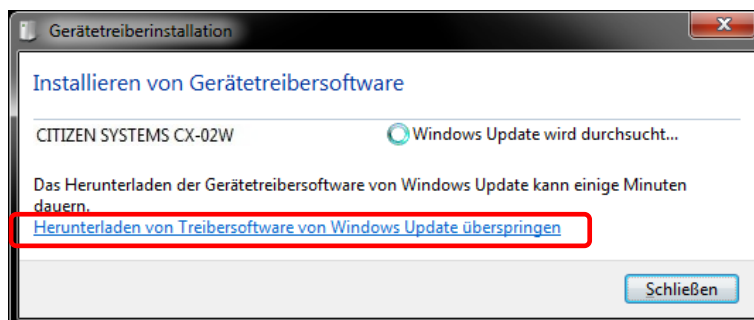 Gerätetreiberinstallation
Installieren von Gerätetreibersoftware
CITIZEN SYSTEMS CX-02W Windows Update wird durchsucht...
Das Herunterladen der Gerätetreibersoftware von Windows Update kann einige Minuten
dauern.
Herunterladen von Treibersoftware von Windows Update überspringen
Schließen